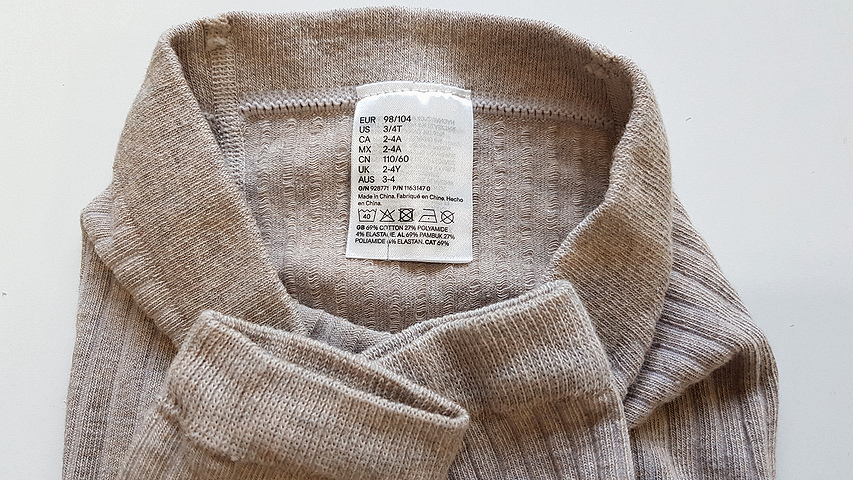 EUR 98/104
US 3/4T
CA 2-4A
MX 2-4A
CN 110/60
UK 2-4Y
AUS 3-4
O/N 928771 P/N 1163147 0
Made in China. Fabriqué en Chine. Hecho
en China.
40
GB 69% COTTON 27% POLYAMIDE
4% ELASTANE. AL 69% PAMBUK 27%
POLIAMIDE 4% ELASTAN. CAT 69%